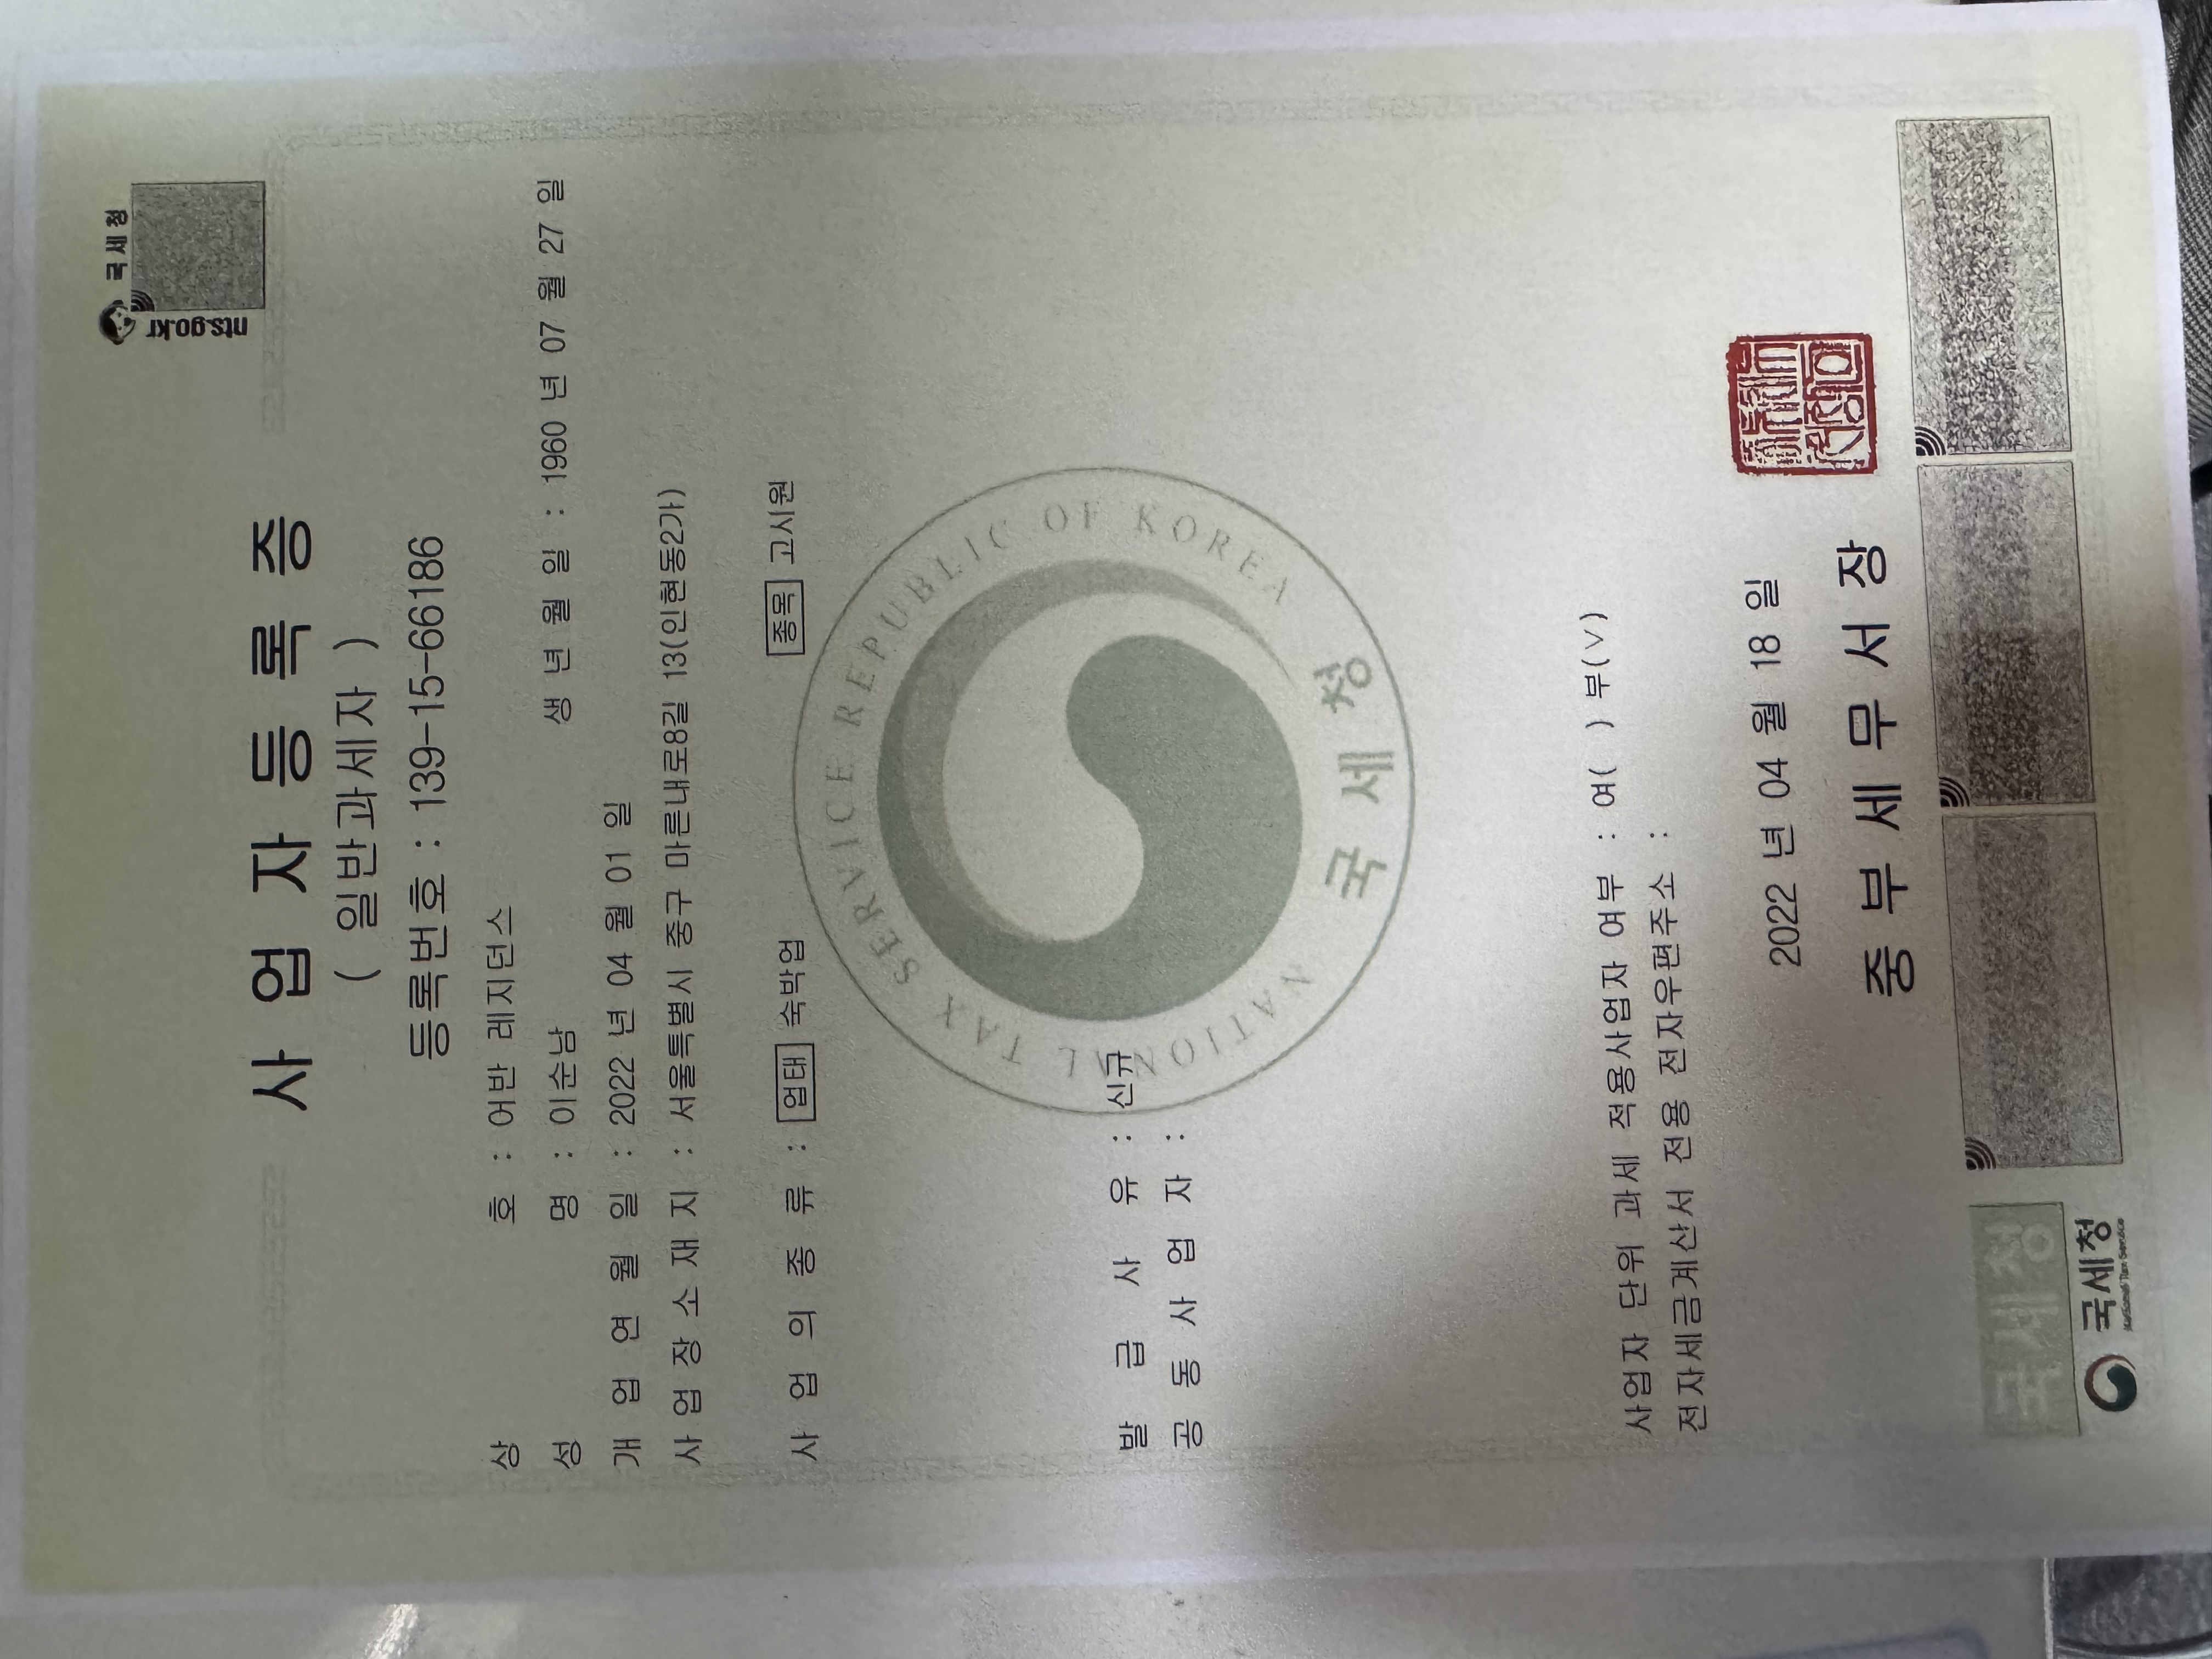 국세청
nts.go.kr
사업자등록증
( 일반과세자 )
등록번호 : 139-15-66186
상 호 : 어반 레지던스
성 명 : 이순남 생년월일 : 1960 년 07 월 27 일
개업연월일 : 2022 년 04 월 01 일
사업장소재지 : 서울특별시 중구 마른내로8길 13(인현동2가)
사업의종류 : 업태 숙박업 종목 고시원
NATIONAL TAX SERVICE REPUBLIC OF KOREA
발급사유 : 신규
공동사업자 :
국세청
사업자 단위 과세 적용사업자 여부 : 여( ) 부(∨)
전자세금계산서 전용 전자우편주소 :
2022 년 04 월 18 일
중부세무서장
국세청
국세청
National Tax Service